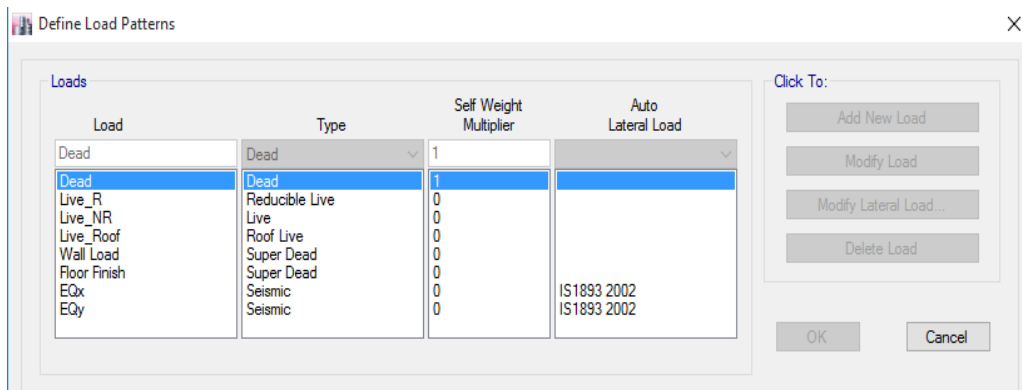 Define Load Patterns
Loads
Click To:
Load Type Self Weight Multiplier Auto Lateral Load
Dead Dead 1
Dead Dead 1
Live_R Reducible Live 0
Live_NR Live 0
Live_Roof Roof Live 0
Wall Load Super Dead 0
Floor Finish Super Dead 0
EQx Seismic 0 IS1893 2002
EQy Seismic 0 IS1893 2002
Add New Load
Modify Load
Modify Lateral Load...
Delete Load
OK Cancel